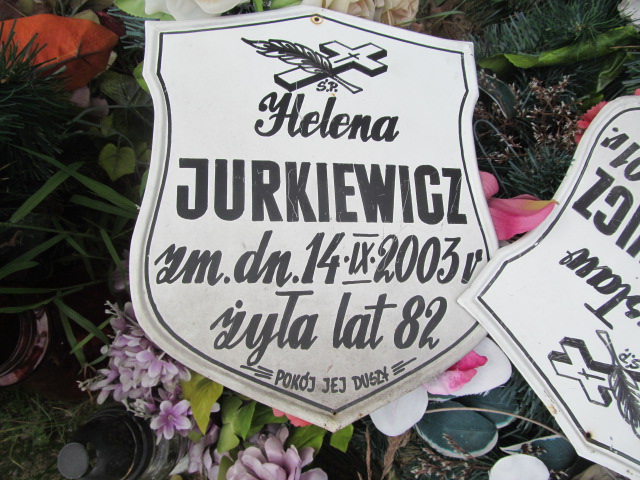 Ś.P.
Helena
JURKIEWICZ
zm. dn. 14·IX·2003 r
żyła lat 82
POKÓJ JEJ DUSZY
Ś.P.